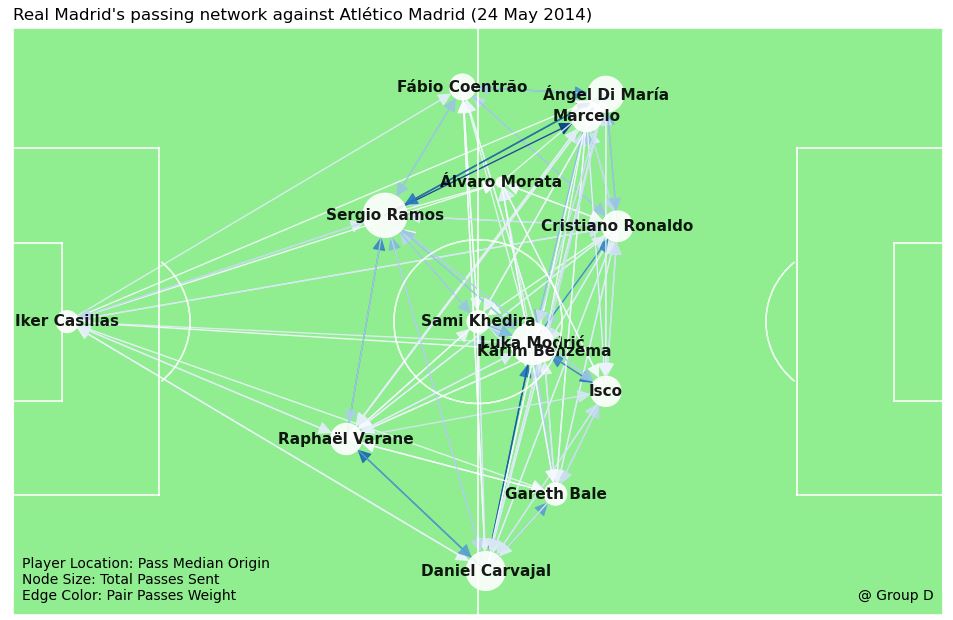 Real Madrid's passing network against Atlético Madrid (24 May 2014)
Fábio Coentrão
Ángel Di María
Marcelo
Álvaro Morata
Sergio Ramos
Cristiano Ronaldo
Iker Casillas
Sami Khedira
Luka Modrić
Karim Benzema
Isco
Raphaël Varane
Gareth Bale
Daniel Carvajal
Player Location: Pass Median Origin
Node Size: Total Passes Sent
Edge Color: Pair Passes Weight
@ Group D